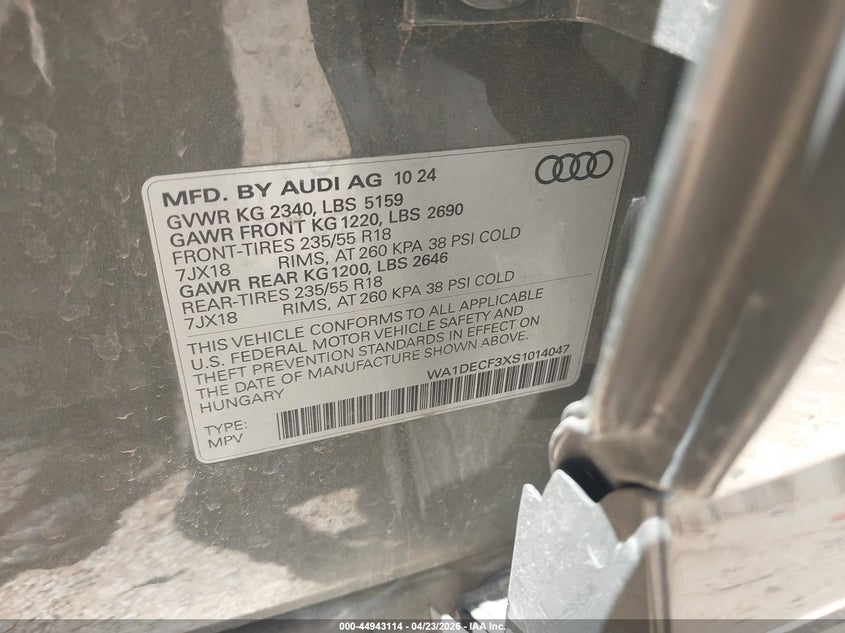 MFD. BY AUDI AG 10 24
GVWR KG 2340, LBS 5159
GAWR FRONT KG 1220, LBS 2690
FRONT-TIRES 235/55 R18
7JX18 RIMS, AT 260 KPA 38 PSI COLD
GAWR REAR KG 1200, LBS 2646
REAR-TIRES 235/55 R18
7JX18 RIMS, AT 260 KPA 38 PSI COLD
THIS VEHICLE CONFORMS TO ALL APPLICABLE
U.S. FEDERAL MOTOR VEHICLE SAFETY AND
THEFT PREVENTION STANDARDS IN EFFECT ON
THE DATE OF MANUFACTURE SHOWN ABOVE.
HUNGARY WA1DECF3XS1014047
TYPE:
MPV
000-44943114 - 04/23/2026 - IAA Inc.